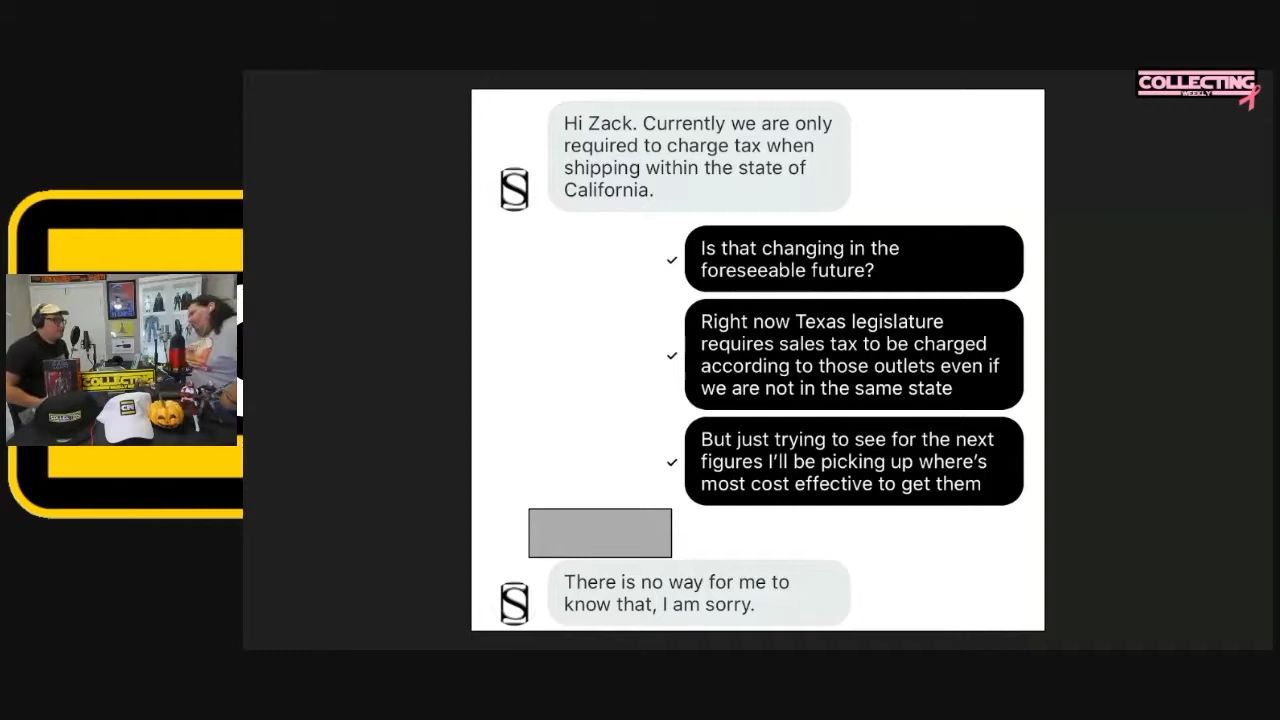 COLLECTING
WEEKLY
Hi Zack. Currently we are only
required to charge tax when
shipping within the state of
California.
S
Is that changing in the
foreseeable future?
Right now Texas legislature
requires sales tax to be charged
according to those outlets even if
we are not in the same state
But just trying to see for the next
figures I'll be picking up where's
most cost effective to get them
There is no way for me to
know that, I am sorry.
S
COLLECTING